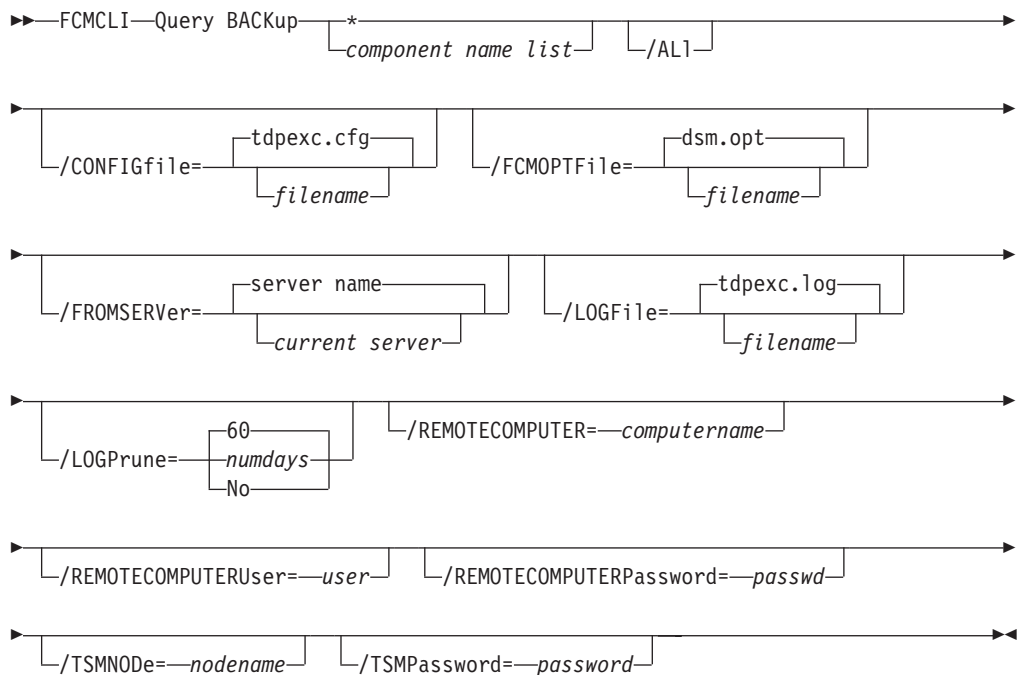 FCMCLI Query BACKup *
component name list /ALl
/CONFIGfile= tdpexc.cfg /FCMOPTFile= dsm.opt
filename filename
/FROMSERVer= server name /LOGFile= tdpexc.log
current server filename
/LOGPrune= 60 /REMOTECOMPUTER= computername
numdays
No
/REMOTECOMPUTERUser= user /REMOTECOMPUTERPassword= passwd
/TSMNODe= nodename /TSMPassword= password